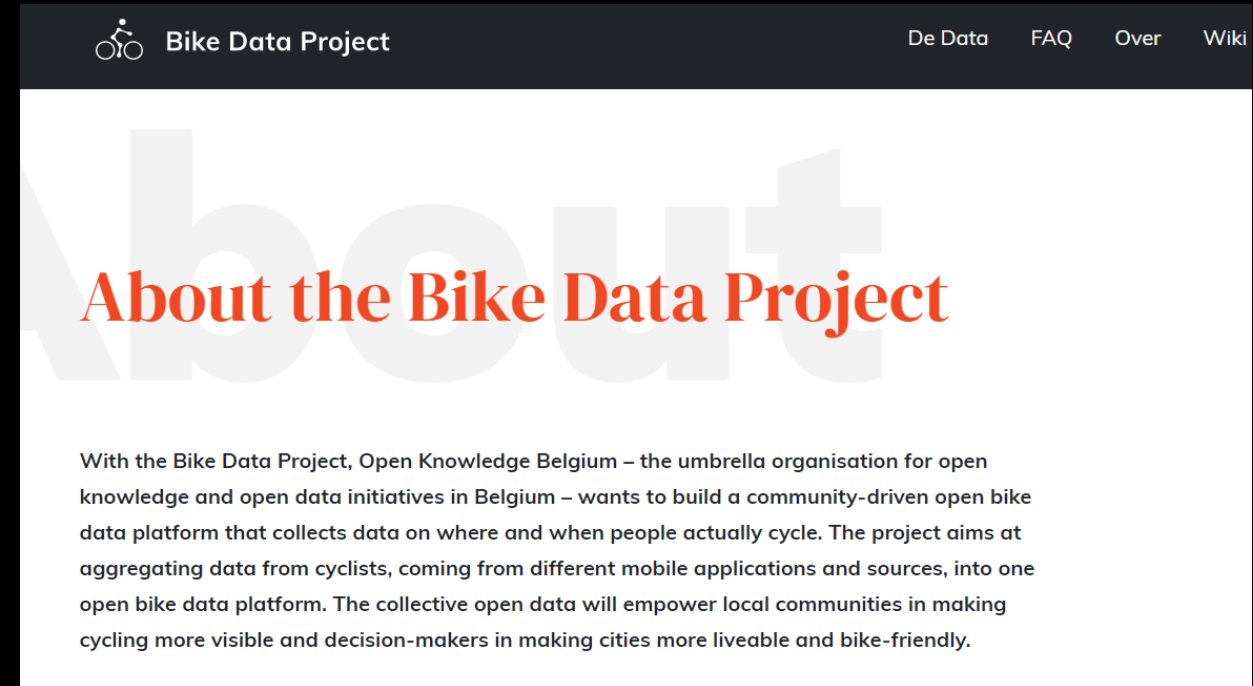 Bike Data Project
De Data FAQ Over Wiki
About
About the Bike Data Project
With the Bike Data Project, Open Knowledge Belgium – the umbrella organisation for open
knowledge and open data initiatives in Belgium – wants to build a community-driven open bike
data platform that collects data on where and when people actually cycle. The project aims at
aggregating data from cyclists, coming from different mobile applications and sources, into one
open bike data platform. The collective open data will empower local communities in making
cycling more visible and decision-makers in making cities more liveable and bike-friendly.